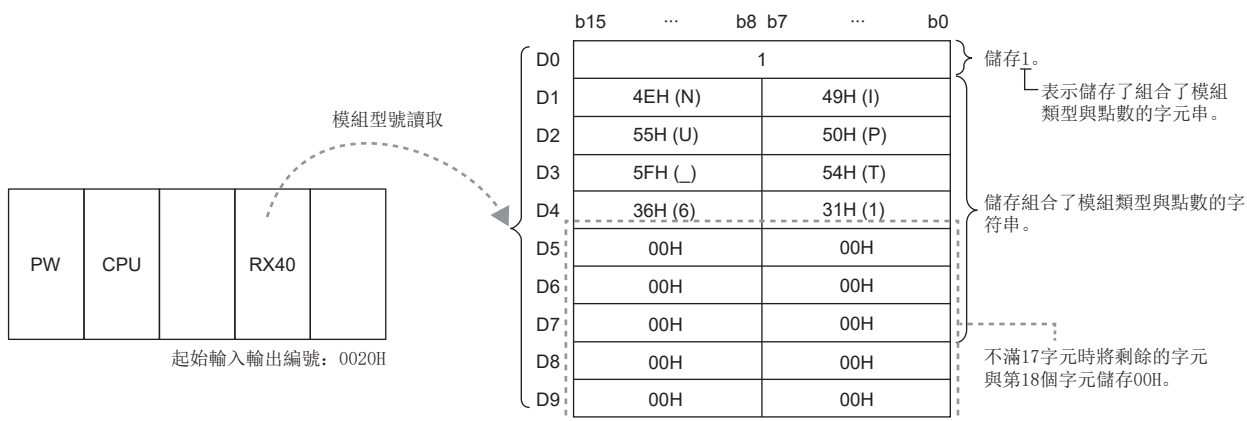 b15 ··· b8 b7 ··· b0
D0 1
D1 4EH (N) 49H (I)
D2 55H (U) 50H (P)
D3 5FH (_) 54H (T)
D4 36H (6) 31H (1)
D5 00H 00H
D6 00H 00H
D7 00H 00H
D8 00H 00H
D9 00H 00H
儲存1。
表示儲存了組合了模組
類型與點數的字元串。
儲存組合了模組類型與點數的字
符串。
不滿17字元時將剩餘的字元
與第18個字元儲存00H。
模組型號讀取
PW CPU RX40
起始輸入輸出編號：0020H